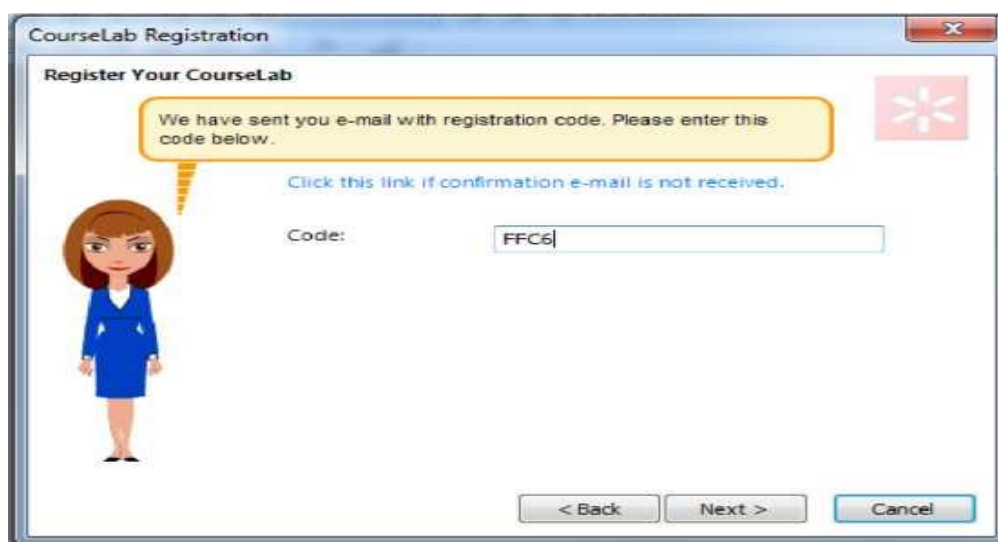 CourseLab Registration
Register Your CourseLab
We have sent you e-mail with registration code. Please enter this
code below.
Click this link if confirmation e-mail is not received.
Code:
FFC6
< Back
Next >
Cancel